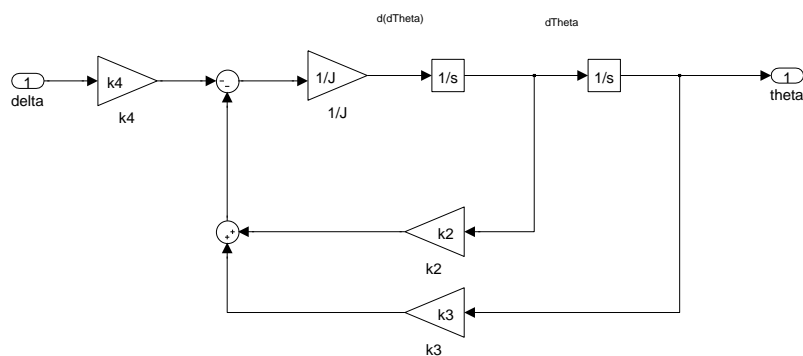 d(dTheta)
dTheta
1
delta
k4
k4
-
-
1/J
1/J
1/s
1/s
1
theta
+
+
k2
k2
k3
k3